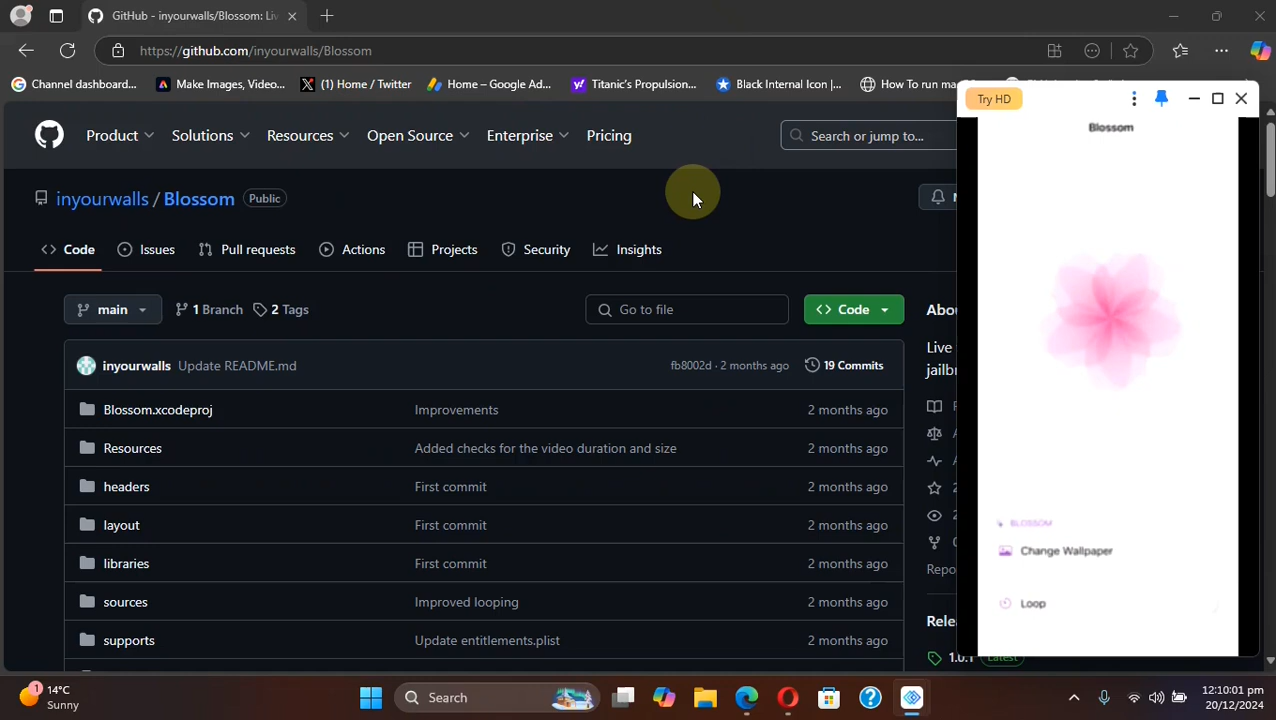 GitHub - inyourwalls/Blossom: Liv
https://github.com/inyourwalls/Blossom
Channel dashboard...
Make Images, Video...
(1) Home / Twitter
Home – Google Ad...
Titanic's Propulsion...
Black Internal Icon |...
How To run ma
Try HD
Blossom
Product
Solutions
Resources
Open
Enterprise
Pricing
Search or jump to...
inyourwalls / Blossom Public
Code
Issues
Pull requests
Actions
Projects
Security
Insights
main
1 Branch
2 Tags
Go to file
Code
Abo
Live
jailb
inyourwalls Update README.md
fb8002d · 2 months ago
19 Commits
Blossom.xcodeproj Improvements 2 months ago
Resources Added checks for the video duration and size 2 months ago
headers First commit 2 months ago
layout First commit 2 months ago
libraries First commit 2 months ago
sources Improved looping 2 months ago
supports Update entitlements.plist 2 months ago
Repo
Rele
1.0.1 Latest
BLOSSOM
Change Wallpaper
Loop
1
14°C
Sunny
Search
12:10:01 pm
20/12/2024